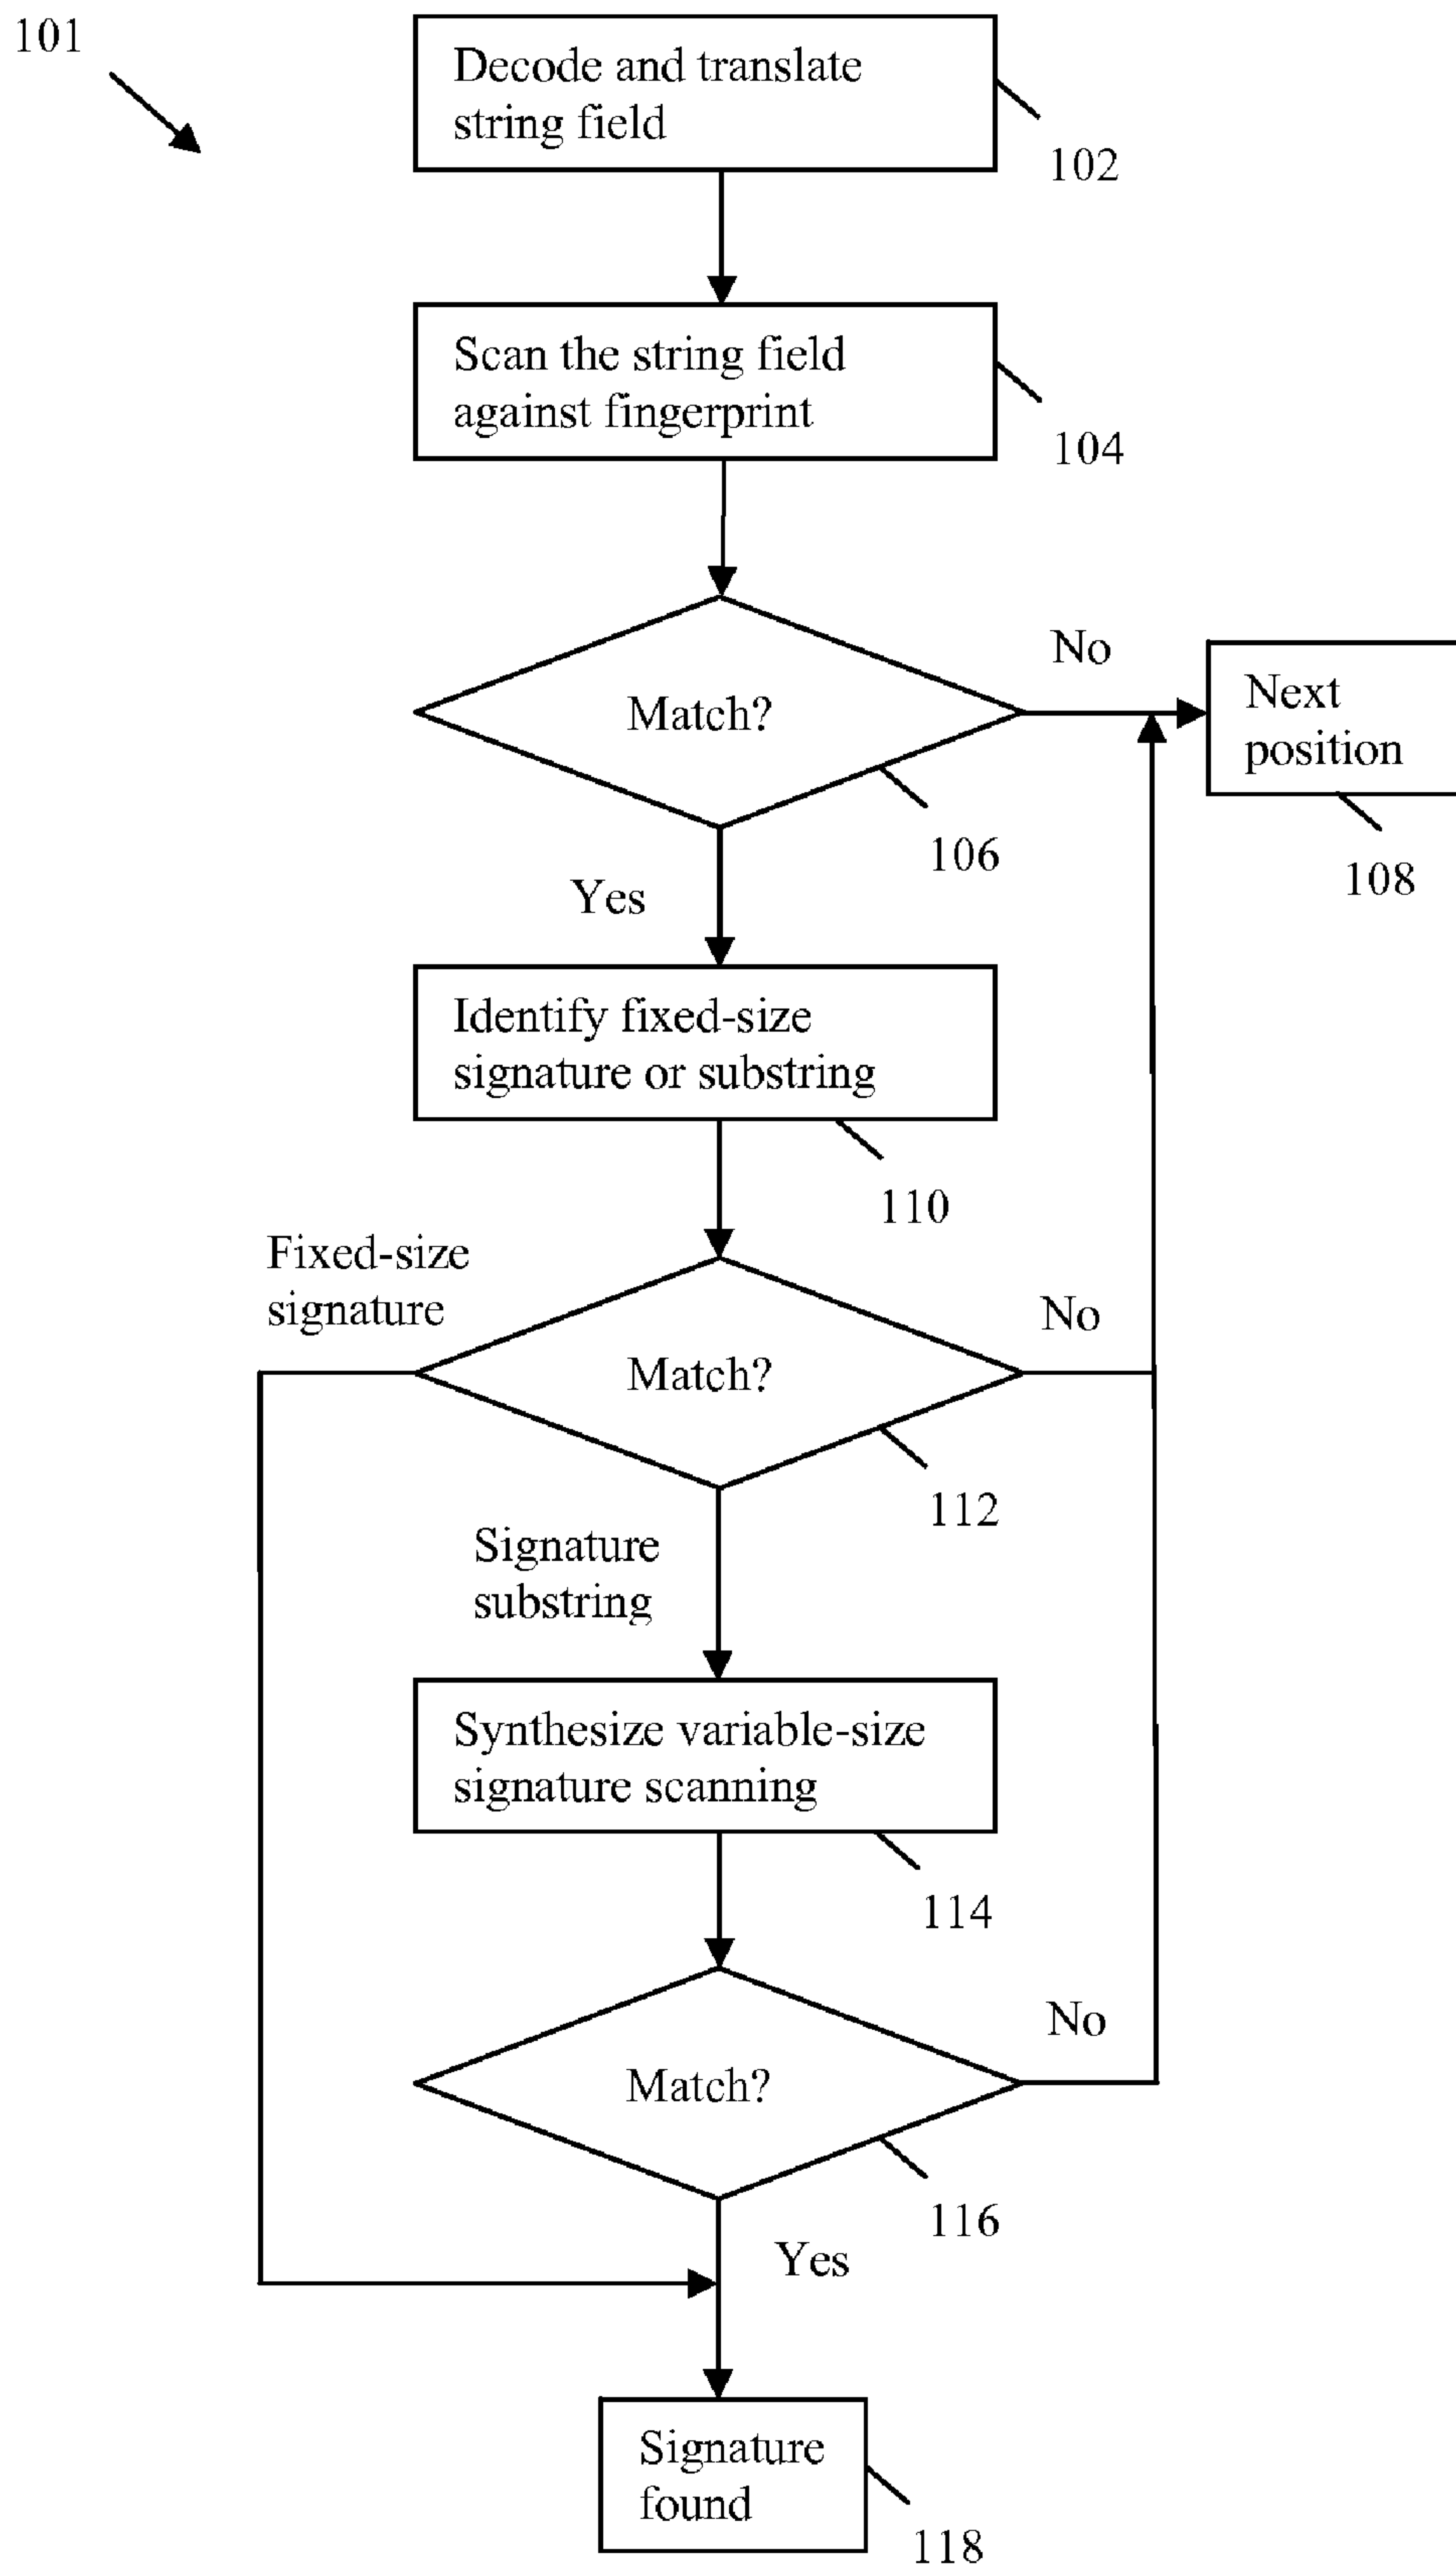 101
Decode and translate
string field
102
Scan the string field
against fingerprint
104
No
Match?
Next
position
106
108
Yes
Identify fixed-size
signature or substring
110
Fixed-size
signature
No
Match?
112
Signature
substring
Synthesize variable-size
signature scanning
114
No
Match?
116
Yes
Signature
found
118